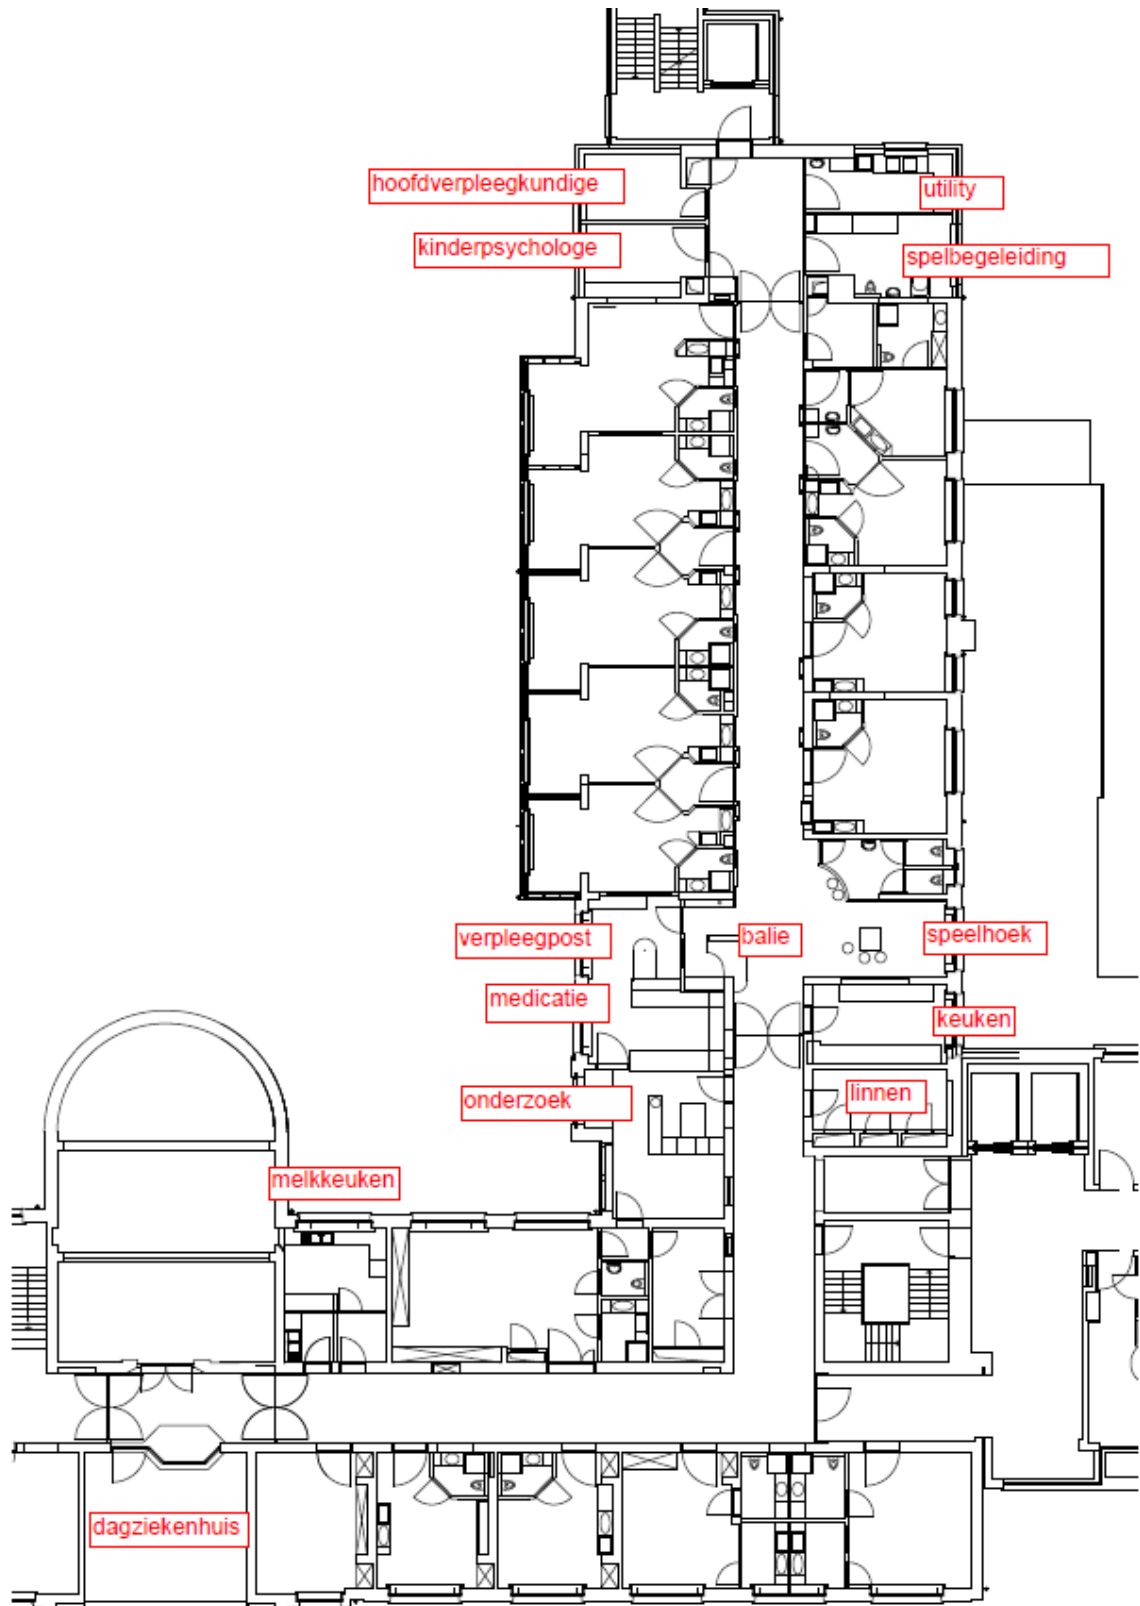 hoofdverpleegkundige
utility
kinderpsychologe
spelbegeleiding
verpleegpost
balie
speelhoek
medicatie
keuken
onderzoek
linnen
melkkeuken
dagziekenhuis